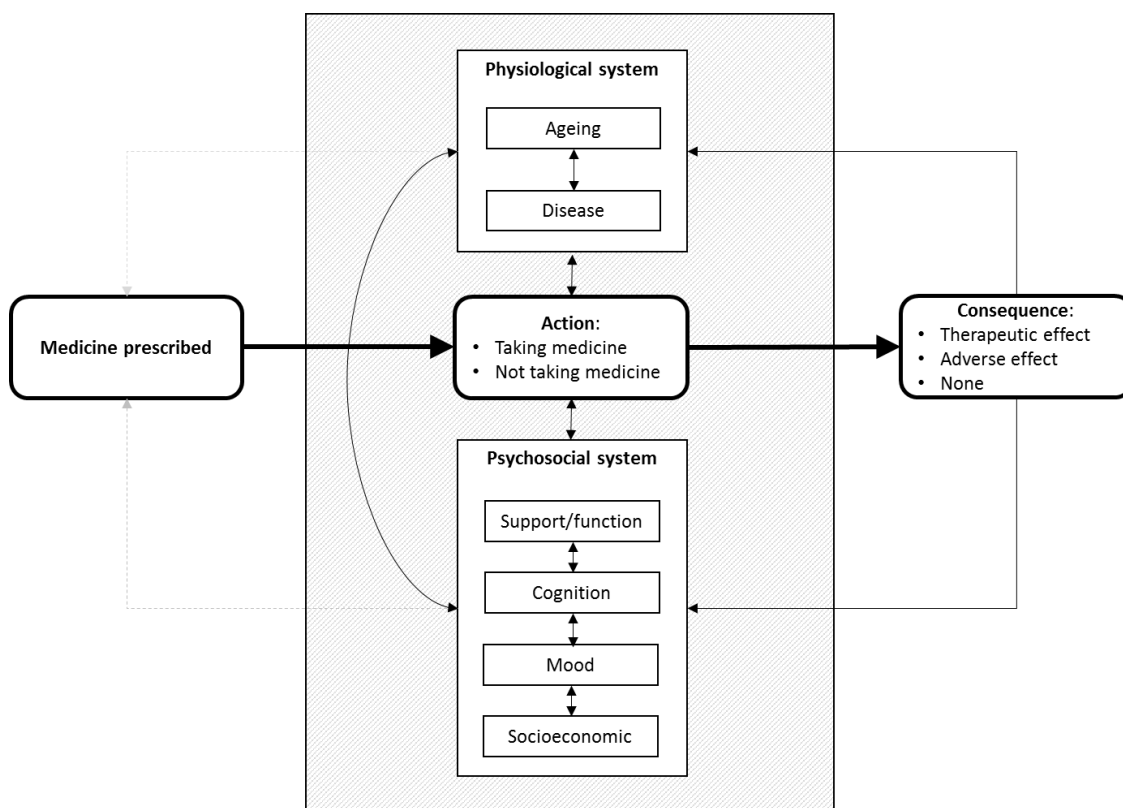 Physiological system
Ageing
Disease
Medicine prescribed
Action:
• Taking medicine
• Not taking medicine
Consequence:
• Therapeutic effect
• Adverse effect
• None
Psychosocial system
Support/function
Cognition
Mood
Socioeconomic